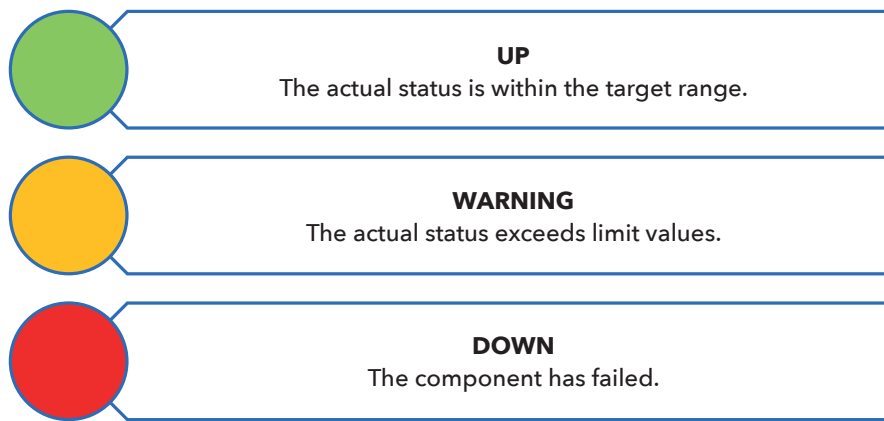 UP
The actual status is within the target range.
WARNING
The actual status exceeds limit values.
DOWN
The component has failed.